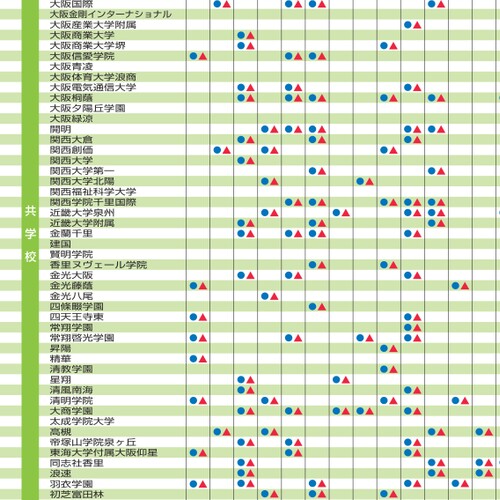 共学校
大阪国際
大阪金剛インターナショナル
大阪産業大学附属
大阪商業大学
大阪商業大学堺
大阪信愛学院
大阪青凌
大阪体育大学浪商
大阪電気通信大学
大阪桐蔭
大阪夕陽丘学園
大阪緑涼
開明
関西大倉
関西創価
関西大学
関西大学第一
関西大学北陽
関西福祉科学大学
関西学院千里国際
近畿大学泉州
近畿大学附属
金蘭千里
建国
賢明学院
香里ヌヴェール学院
金光大阪
金光藤蔭
金光八尾
四條畷学園
四天王寺東
常翔学園
常翔啓光学園
昇陽
精華
清教学園
星翔
清風南海
清明学院
大商学園
太成学院大学
高槻
帝塚山学院泉ヶ丘
東海大学付属大阪仰星
同志社香里
浪速
羽衣学園
初芝富田林